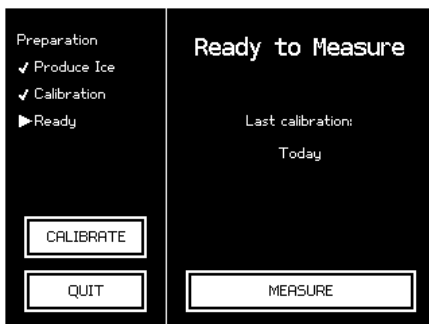 Preparation
✓ Produce Ice
✓ Calibration
▶Ready
CALIBRATE
QUIT
Ready to Measure
Last calibration:
Today
MEASURE